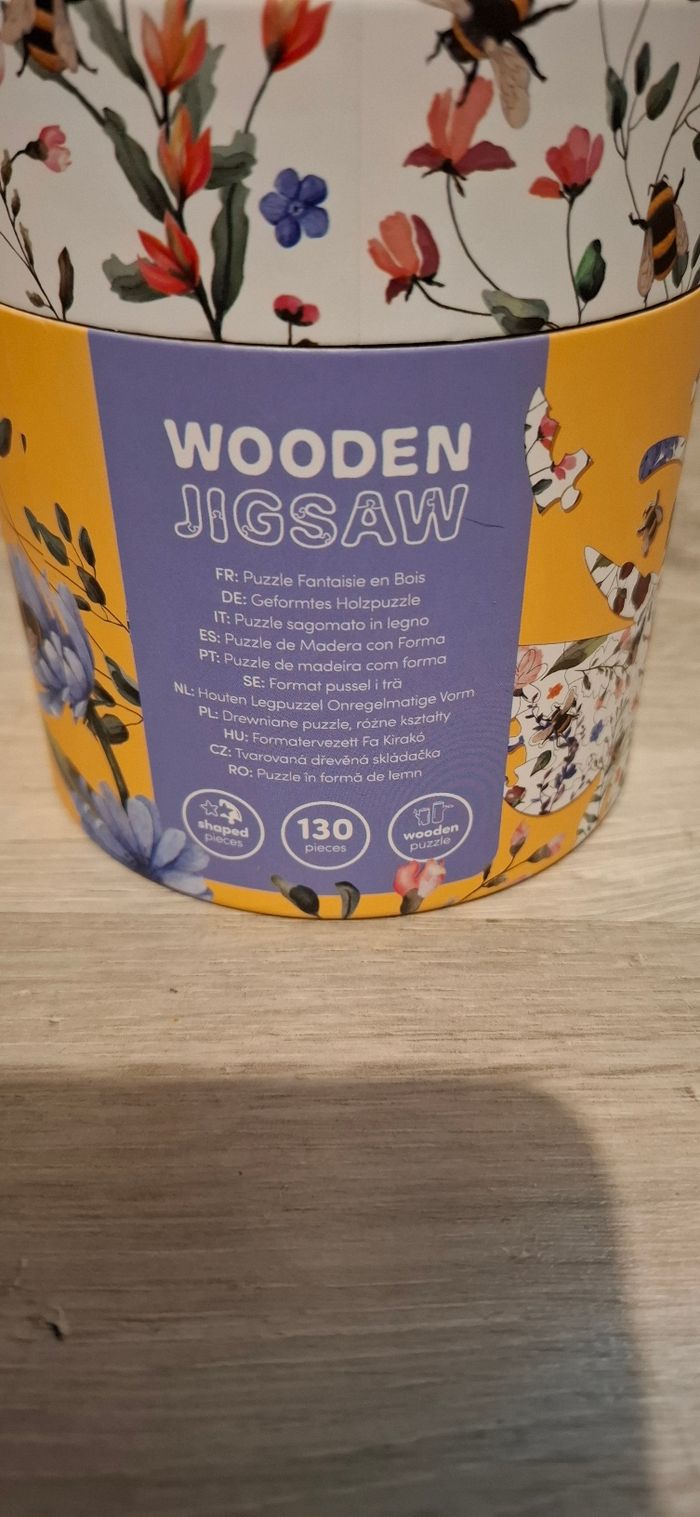 WOODEN
JIGSAW
FR: Puzzle Fantaisie en Bois
DE: Geformtes Holzpuzzle
IT: Puzzle sagomato in legno
ES: Puzzle de Madera con Forma
PT: Puzzle de madeira com forma
SE: Format pussel i trä
NL: Houten Legpuzzel Onregelmatige Vorm
PL: Drewniane puzzle, różne kształty
HU: Formatervezett Fa Kirakó
CZ: Tvarovaná dřevěná skládačka
RO: Puzzle în formă de lemn
shaped
pieces
130
pieces
wooden
puzzle